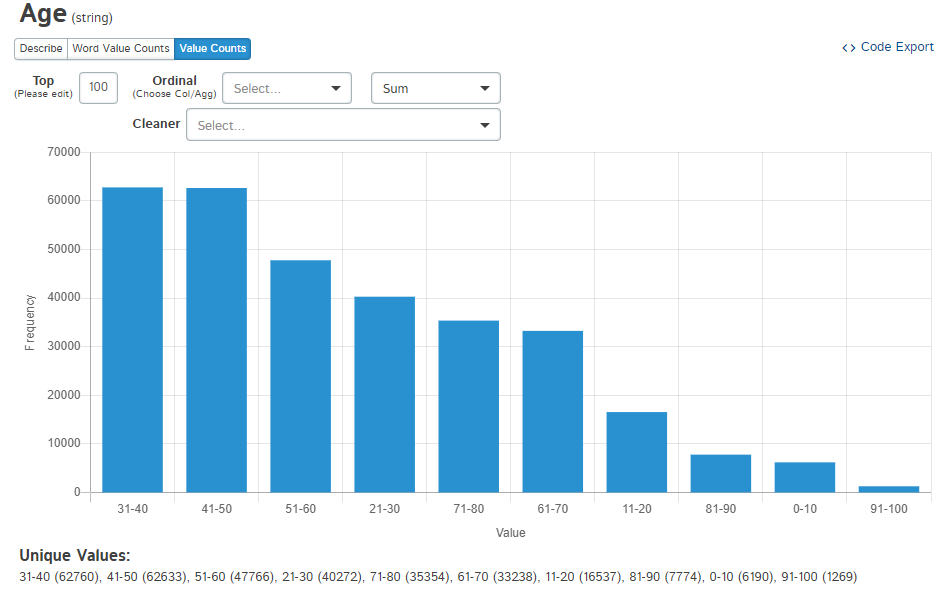 Age (string)
Describe Word Value Counts Value Counts
Code Export
Top Ordinal
(Please edit) 100 (Choose Col/Agg) Select... Sum
Cleaner Select...
70000
60000
50000
40000
30000
20000
10000
0
Frequency
31-40 41-50 51-60 21-30 71-80 61-70 11-20 81-90 0-10 91-100
Value
Unique Values:
31-40 (62760), 41-50 (62633), 51-60 (47766), 21-30 (40272), 71-80 (35354), 61-70 (33238), 11-20 (16537), 81-90 (7774), 0-10 (6190), 91-100 (1269)